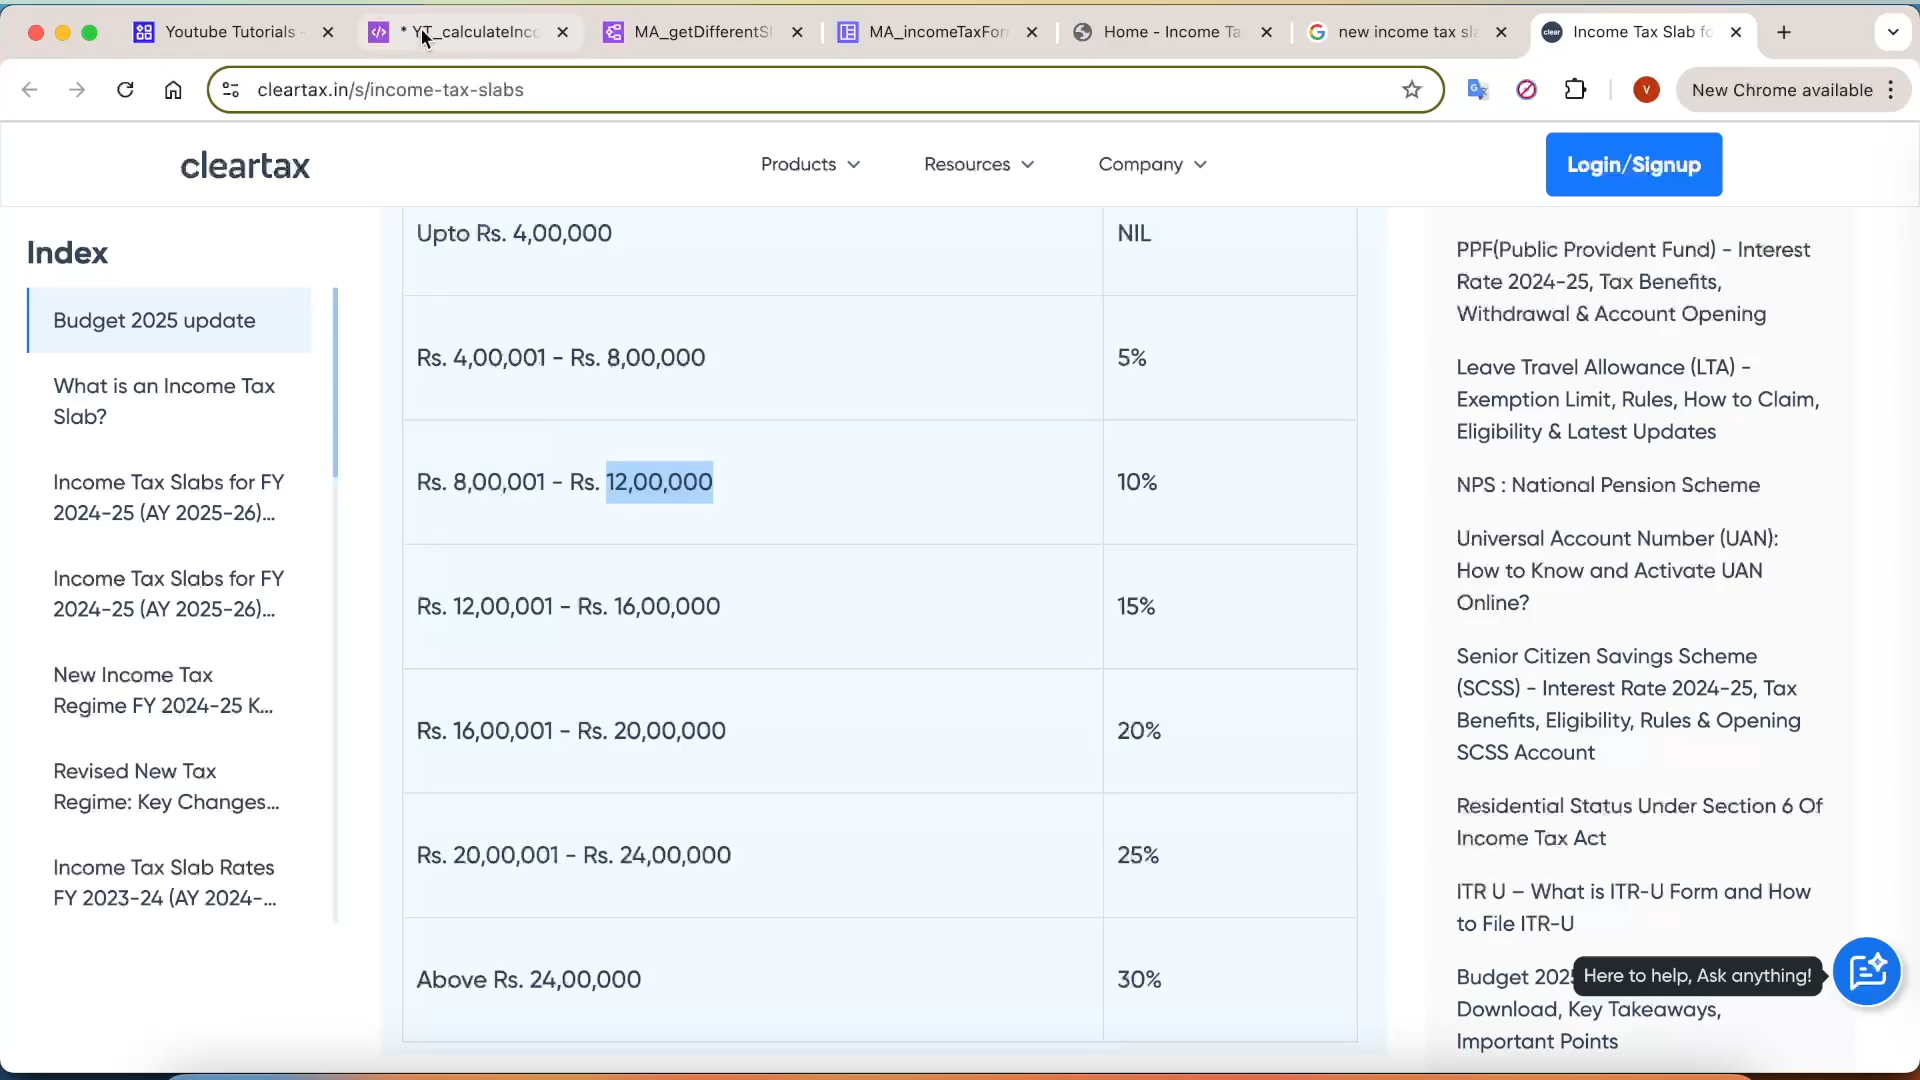 Youtube Tutorials -
* YT_calculateInco
MA_getDifferentSl
MA_incomeTaxFor
Home - Income Ta
new income tax sla
clear
Income Tax Slab fo
cleartax.in/s/income-tax-slabs
V
New Chrome available
cleartax
Products
Resources
Company
Login/Signup
Index
Budget 2025 update
What is an Income Tax
Slab?
Income Tax Slabs for FY
2024-25 (AY 2025-26)...
Income Tax Slabs for FY
2024-25 (AY 2025-26)...
New Income Tax
Regime FY 2024-25 K...
Revised New Tax
Regime: Key Changes...
Income Tax Slab Rates
FY 2023-24 (AY 2024-...
Upto Rs. 4,00,000 NIL
Rs. 4,00,001 - Rs. 8,00,000 5%
Rs. 8,00,001 - Rs. 12,00,000 10%
Rs. 12,00,001 - Rs. 16,00,000 15%
Rs. 16,00,001 - Rs. 20,00,000 20%
Rs. 20,00,001 - Rs. 24,00,000 25%
Above Rs. 24,00,000 30%
PPF(Public Provident Fund) - Interest
Rate 2024-25, Tax Benefits,
Withdrawal & Account Opening
Leave Travel Allowance (LTA) -
Exemption Limit, Rules, How to Claim,
Eligibility & Latest Updates
NPS : National Pension Scheme
Universal Account Number (UAN):
How to Know and Activate UAN
Online?
Senior Citizen Savings Scheme
(SCSS) - Interest Rate 2024-25, Tax
Benefits, Eligibility, Rules & Opening
SCSS Account
Residential Status Under Section 6 Of
Income Tax Act
ITR U – What is ITR-U Form and How
to File ITR-U
Budget 2025
Download, Key Takeaways,
Important Points
Here to help, Ask anything!